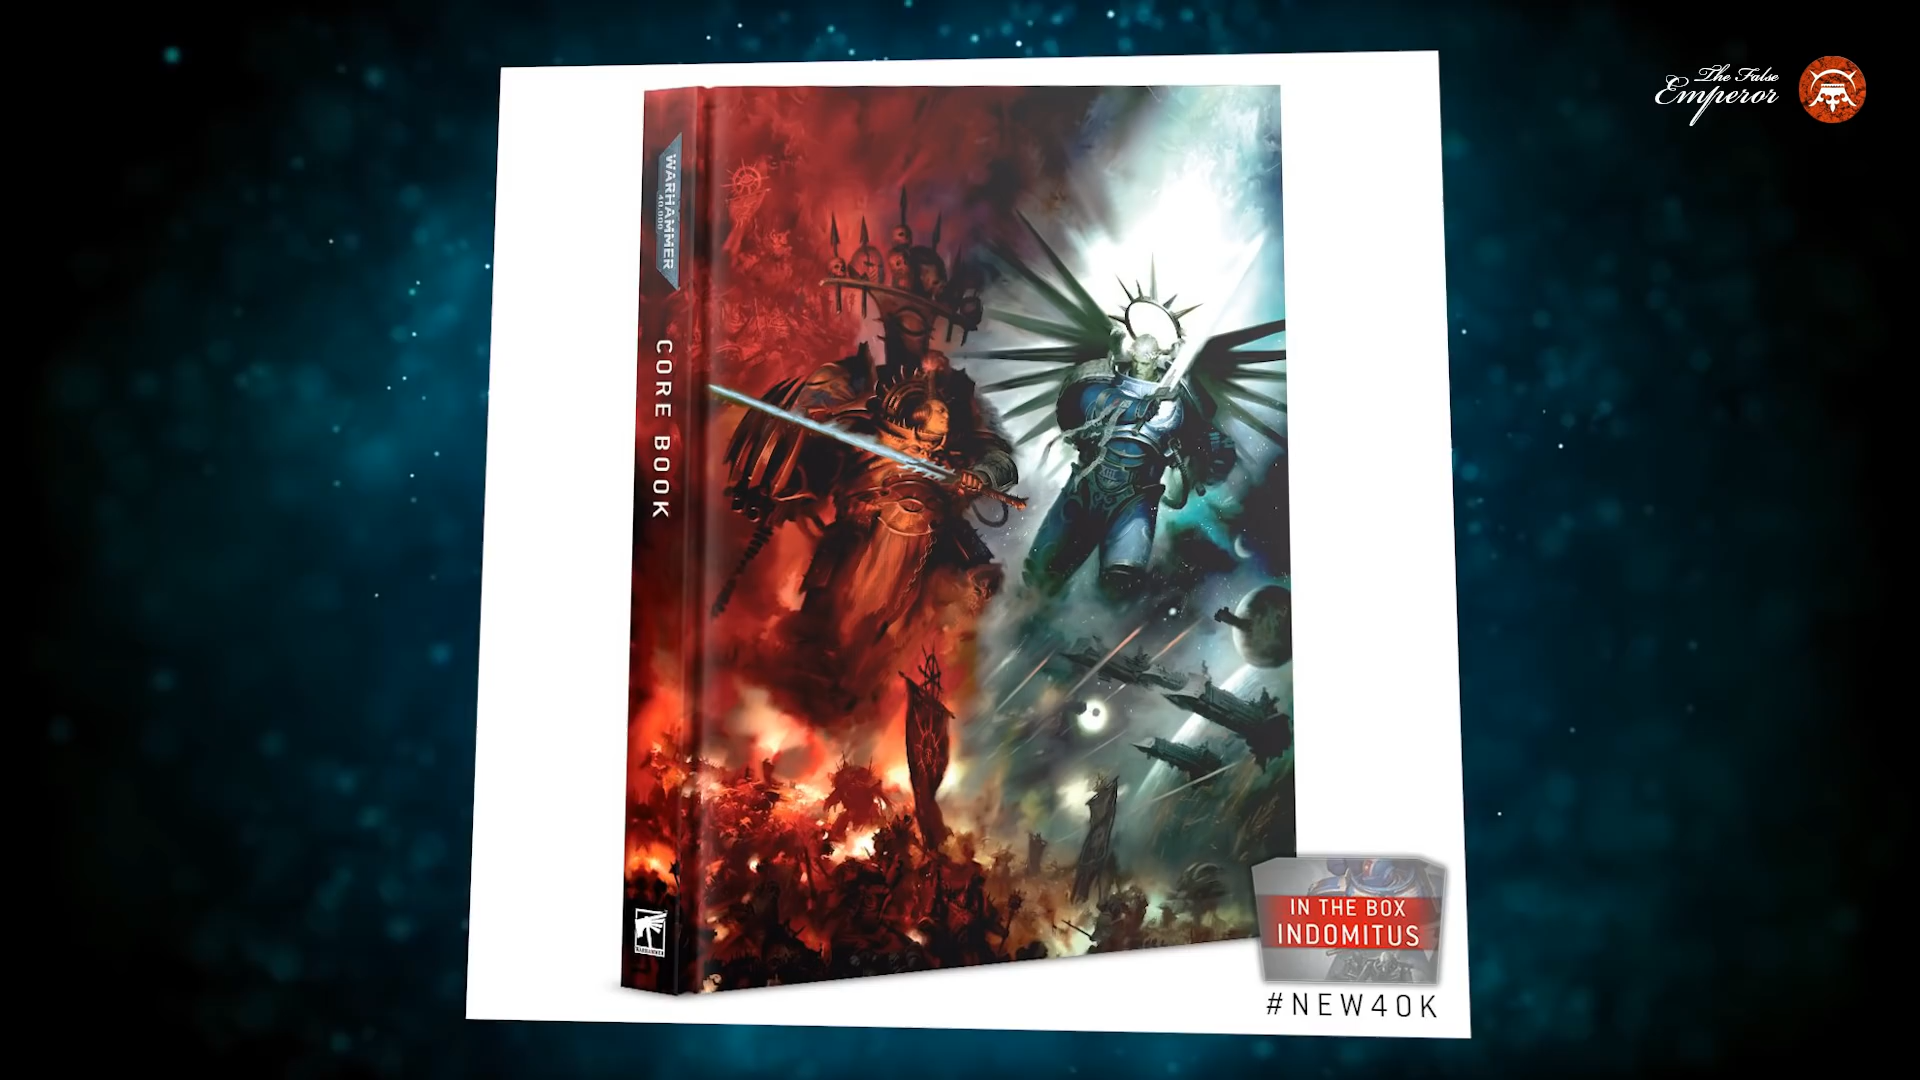 The False
Emperor
WARHAMMER
40,000
CORE BOOK
WARHAMMER
IN THE BOX
INDOMITUS
#NEW40K